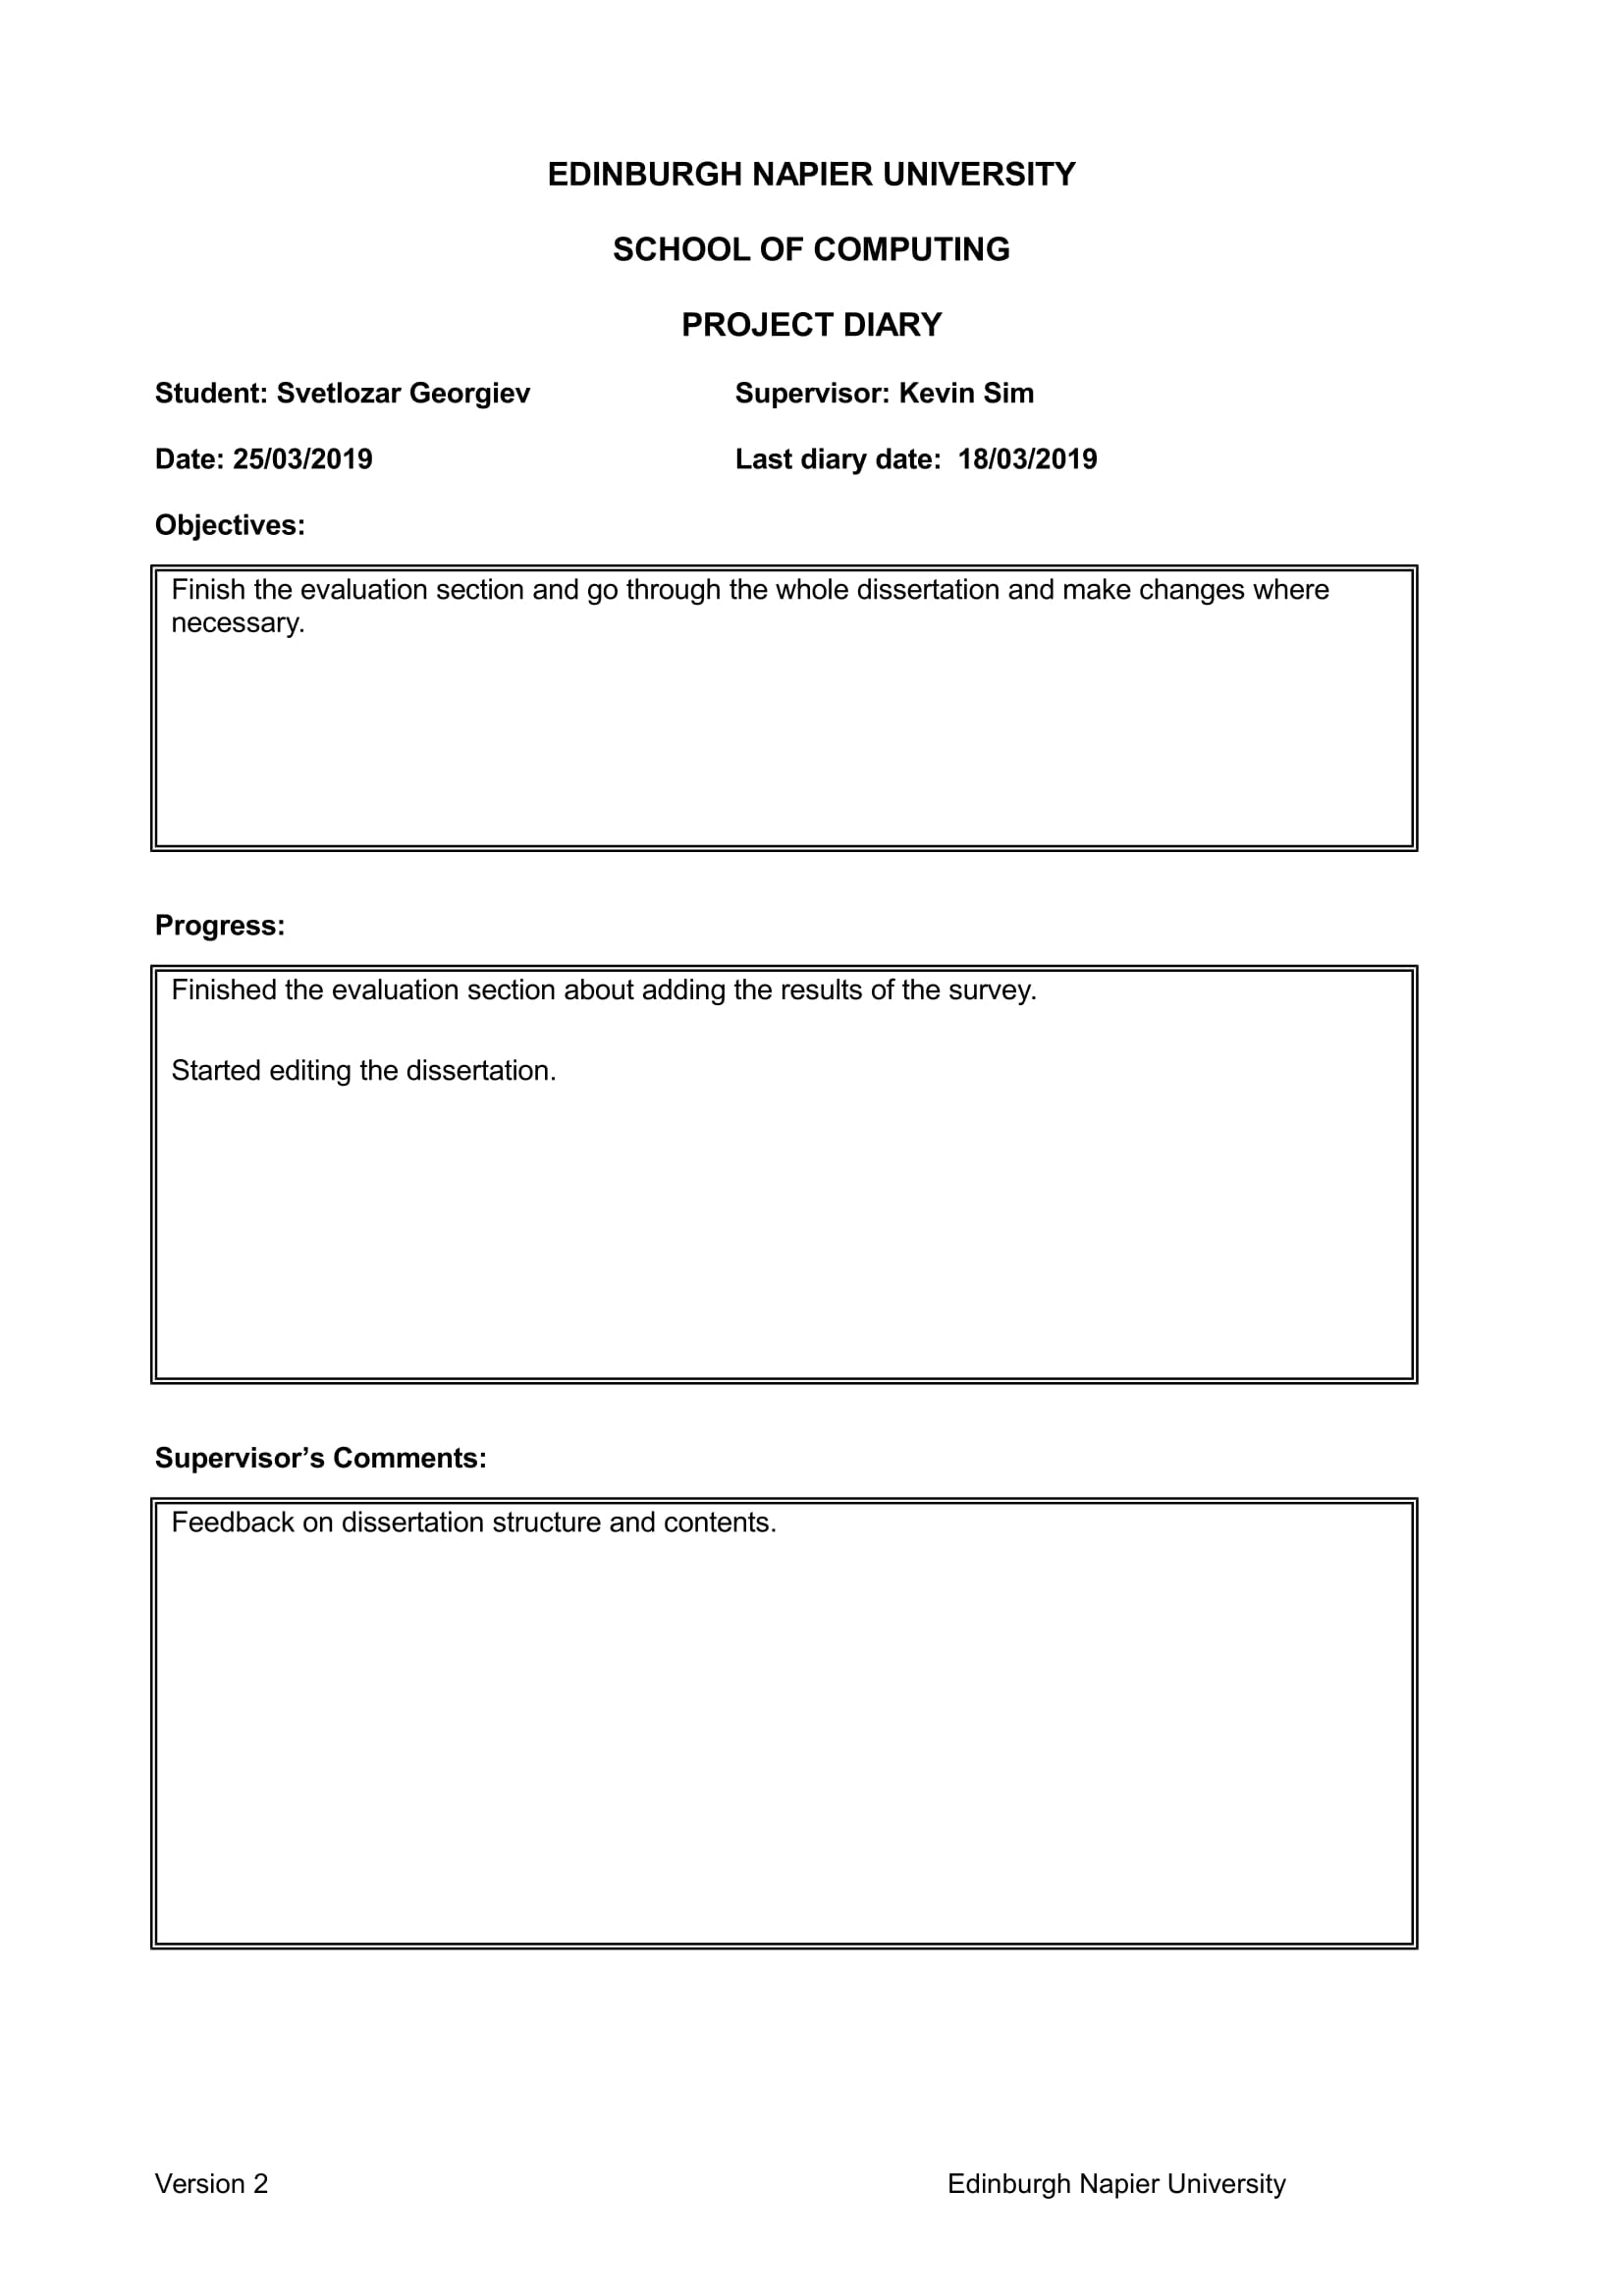 EDINBURGH NAPIER UNIVERSITY
SCHOOL OF COMPUTING
PROJECT DIARY
Student: Svetlozar Georgiev Supervisor: Kevin Sim
Date: 25/03/2019 Last diary date: 18/03/2019
Objectives:
Finish the evaluation section and go through the whole dissertation and make changes where
necessary.
Progress:
Finished the evaluation section about adding the results of the survey.
Started editing the dissertation.
Supervisor’s Comments:
Feedback on dissertation structure and contents.
Version 2 Edinburgh Napier University